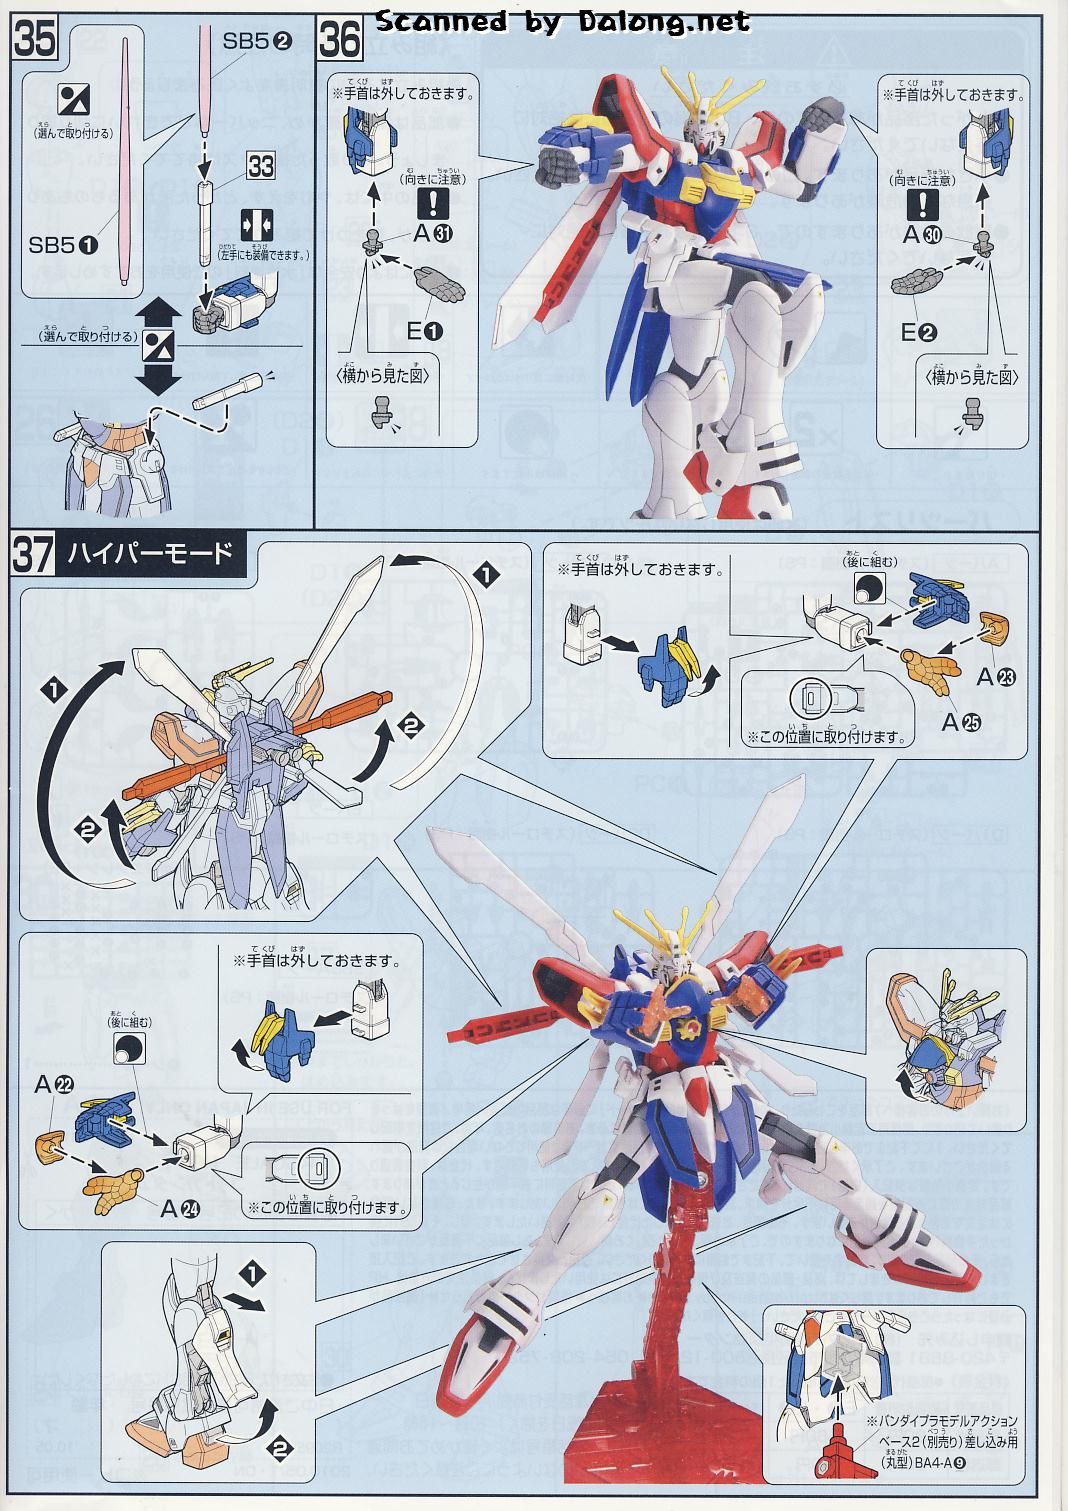 Scanned by Dalong.net
35
SB5❷
(選んで取り付ける)
SB5❶
33
(左手にも装備できます。)
(選んで取り付ける)
36
※手首は外しておきます。
(向きに注意)
A㉛
E❶
〈横から見た図〉
※手首は外しておきます。
(向きに注意)
A㉚
E❷
〈横から見た図〉
37 ハイパーモード
1
1
2
2
※手首は外しておきます。
(後に組む)
A㉓
A㉕
※この位置に取り付けます。
※手首は外しておきます。
(後に組む)
A㉒
A㉔
※この位置に取り付けます。
1
2
※バンダイプラモデルアクション
ベース2(別売り)差し込み用
(丸型)BA4-A❾